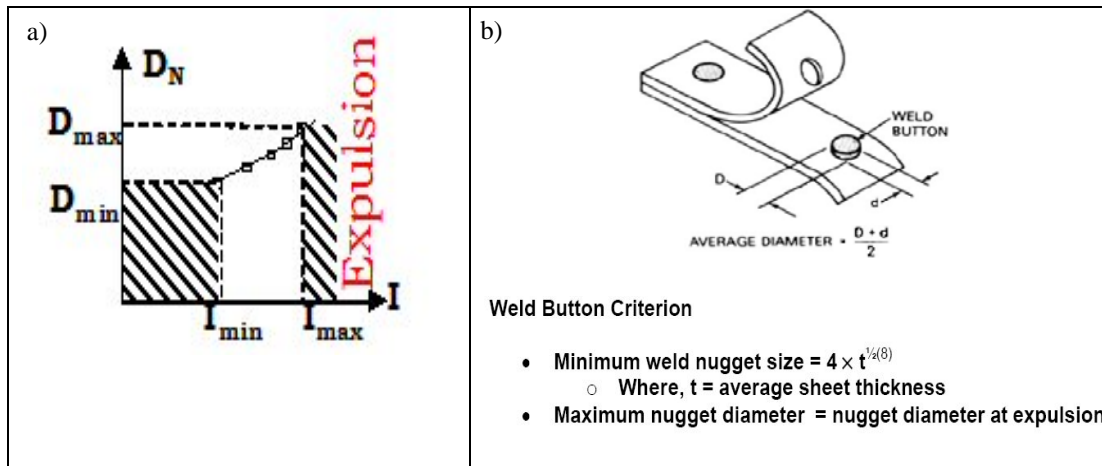 a)
D_N
D_max
D_min
I_min
I_max
I
Expulsion
b)
WELD
BUTTON
D
d
AVERAGE DIAMETER = D + d
2
Weld Button Criterion
• Minimum weld nugget size = 4 × t^½(8)
○ Where, t = average sheet thickness
• Maximum nugget diameter = nugget diameter at expulsion